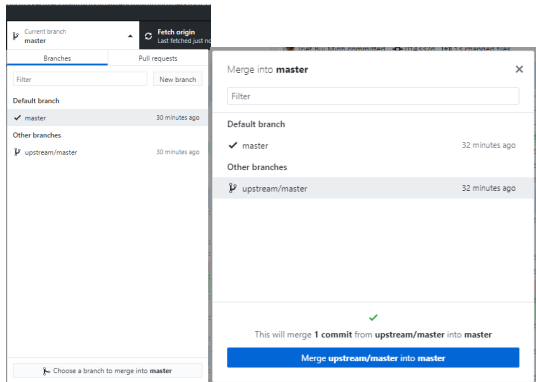 Current branch
master
Fetch origin
Last fetched just no
Branches
Pull requests
Filter
New branch
Default branch
master
30 minutes ago
Other branches
upstream/master
30 minutes ago
Choose a branch to merge into master
committed
changed files
Merge into master
Filter
Default branch
master
32 minutes ago
Other branches
upstream/master
32 minutes ago
This will merge 1 commit from upstream/master into master
Merge upstream/master into master